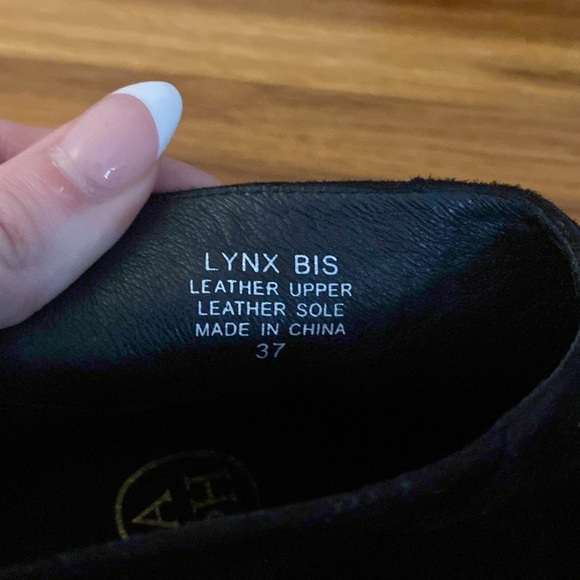 LYNX BIS
LEATHER UPPER
LEATHER SOLE
MADE IN CHINA
37